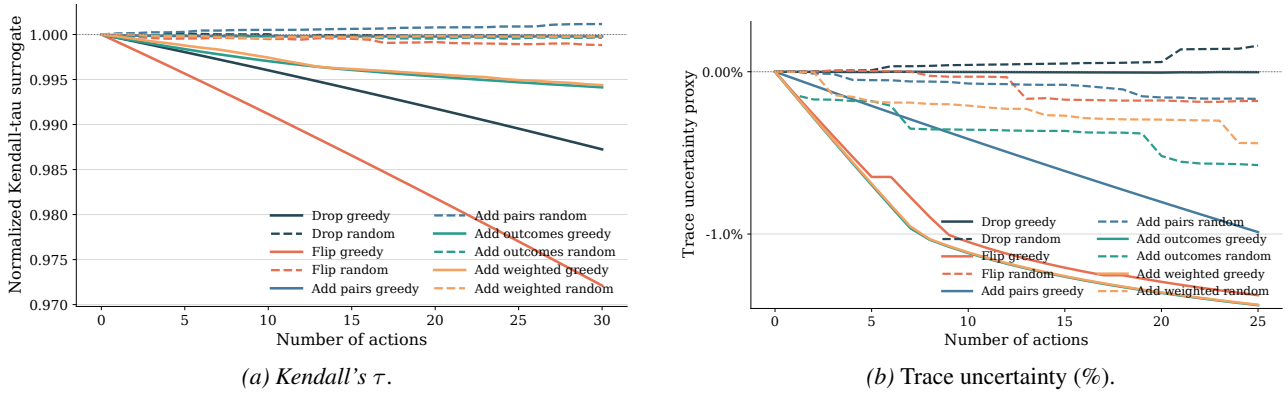 Normalized Kendall-tau surrogate
1.000
0.995
0.990
0.985
0.980
0.975
0.970
0
5
10
15
20
25
30
Number of actions
Drop greedy
Drop random
Flip greedy
Flip random
Add pairs greedy
Add pairs random
Add outcomes greedy
Add outcomes random
Add weighted greedy
Add weighted random
(a) Kendall's τ.
Trace uncertainty proxy
0.00%
-1.0%
0
5
10
15
20
25
Number of actions
Drop greedy
Drop random
Flip greedy
Flip random
Add pairs greedy
Add pairs random
Add outcomes greedy
Add outcomes random
Add weighted greedy
Add weighted random
(b) Trace uncertainty (%).